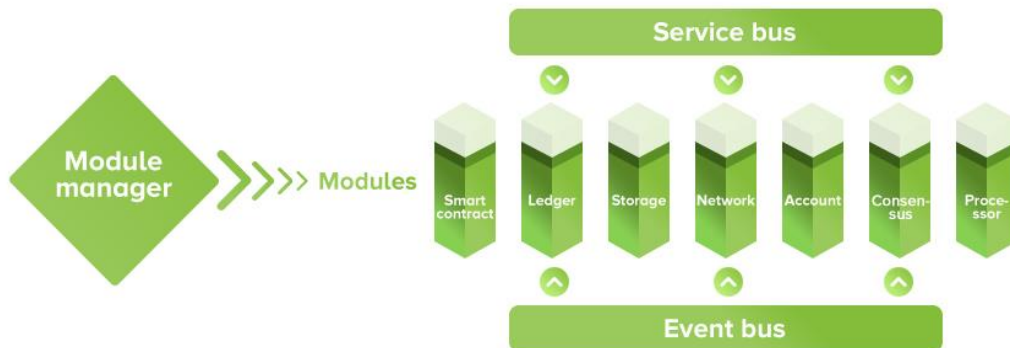 Service bus
Module
manager
Modules
Smart
contract
Ledger
Storage
Network
Account
Consen-
sus
Proce-
ssor
Event bus